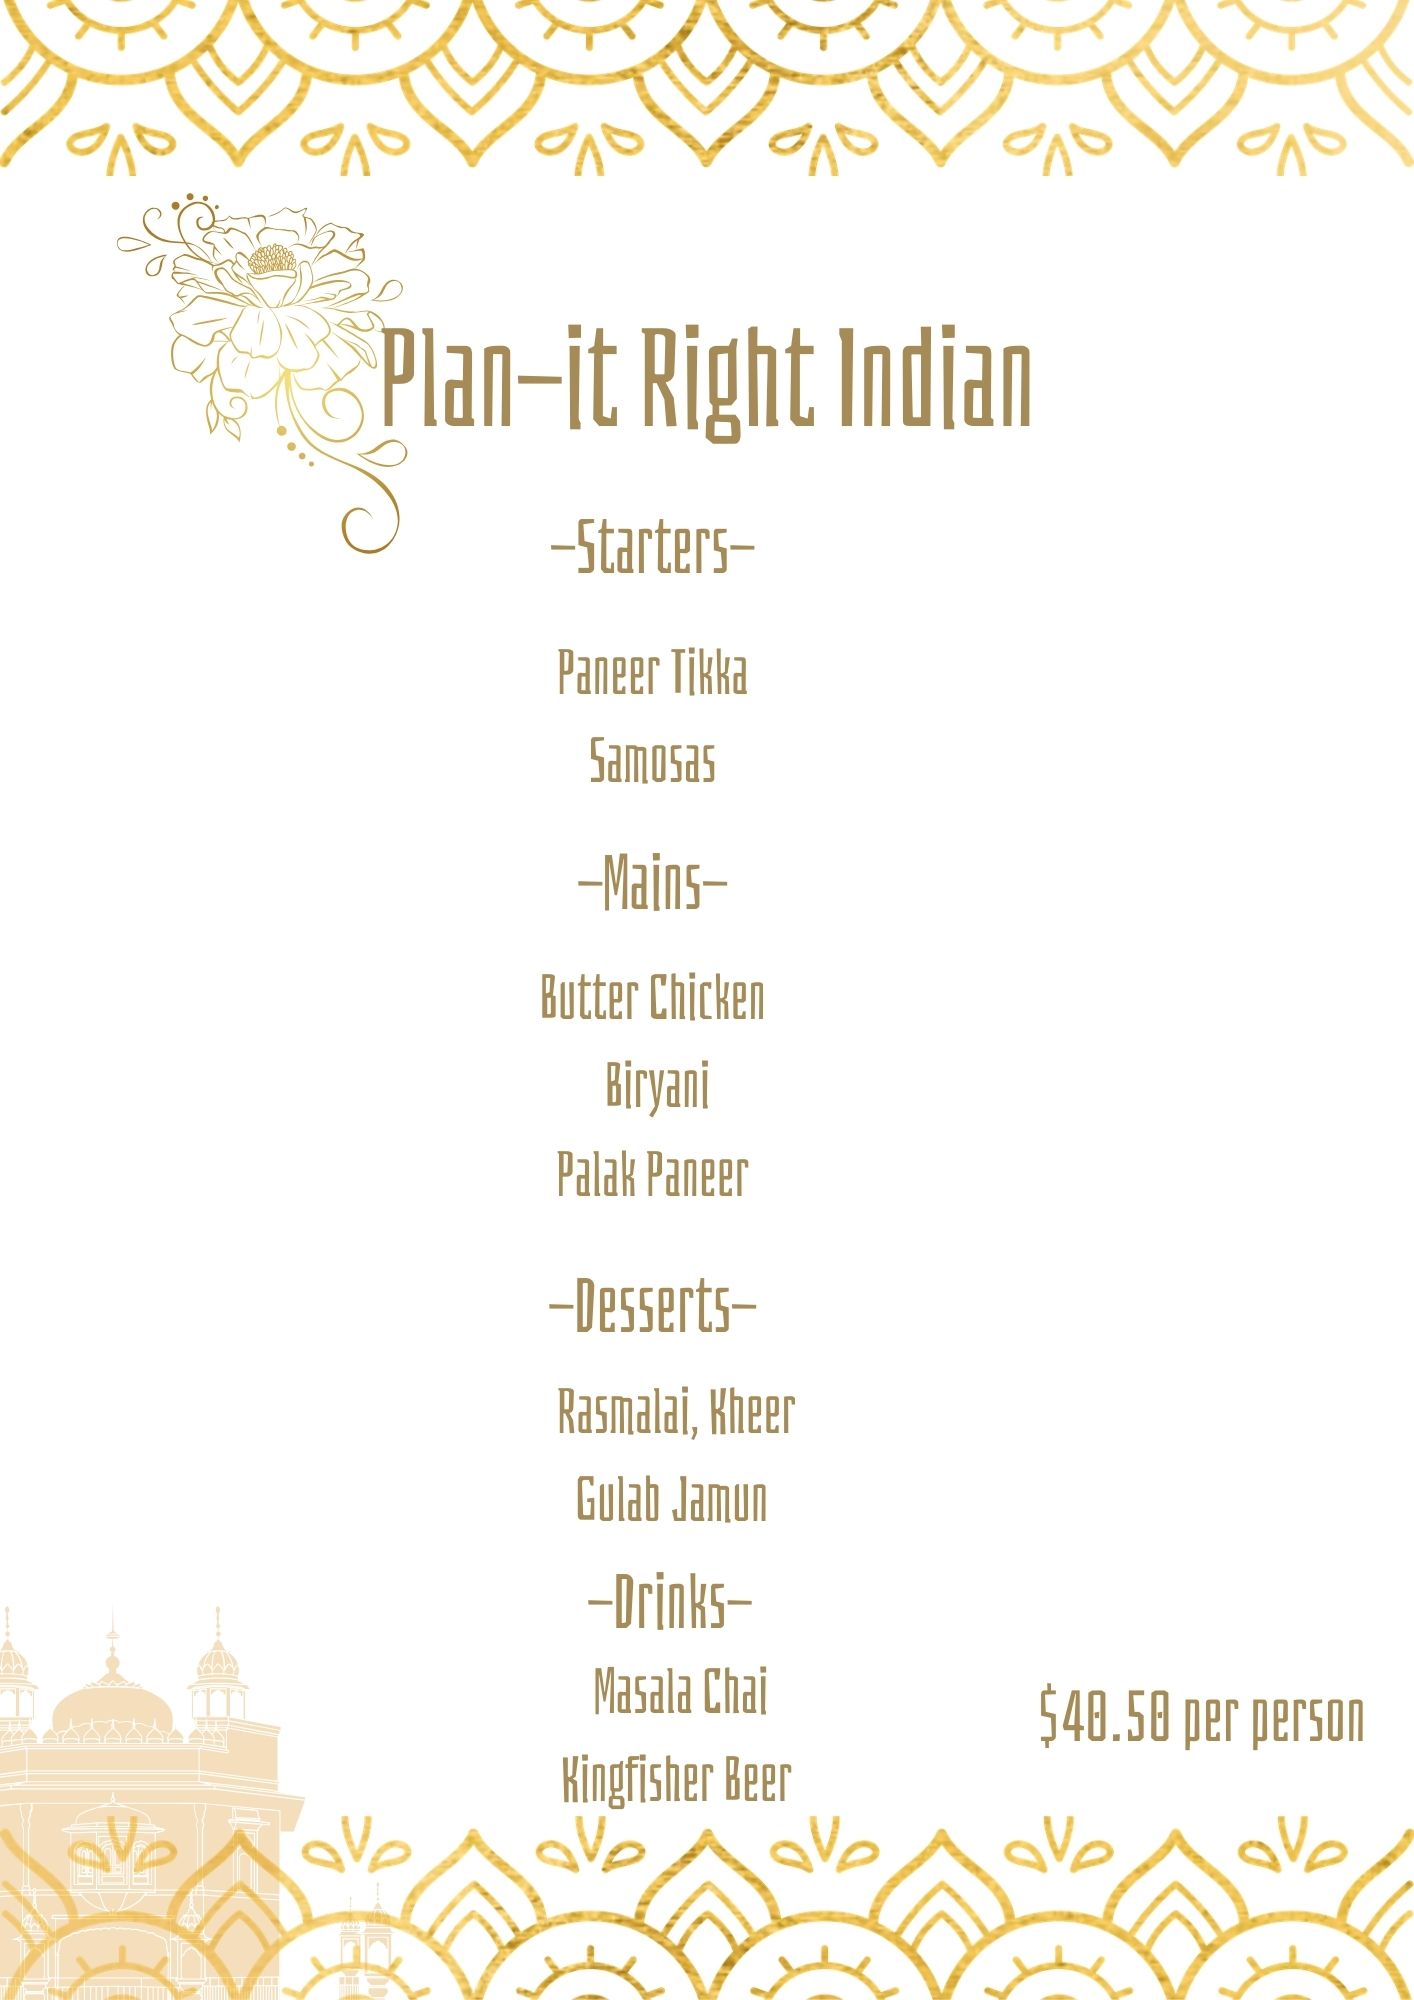 Plan-it Right Indian
-Starters-
Paneer Tikka
Samosas
-Mains-
Butter Chicken
Biryani
Palak Paneer
-Desserts-
Rasmalai, Kheer
Gulab Jamun
-Drinks-
Masala Chai
Kingfisher Beer
$40.50 per person